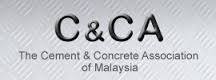 C&CA
The Cement & Concrete Association
of Malaysia